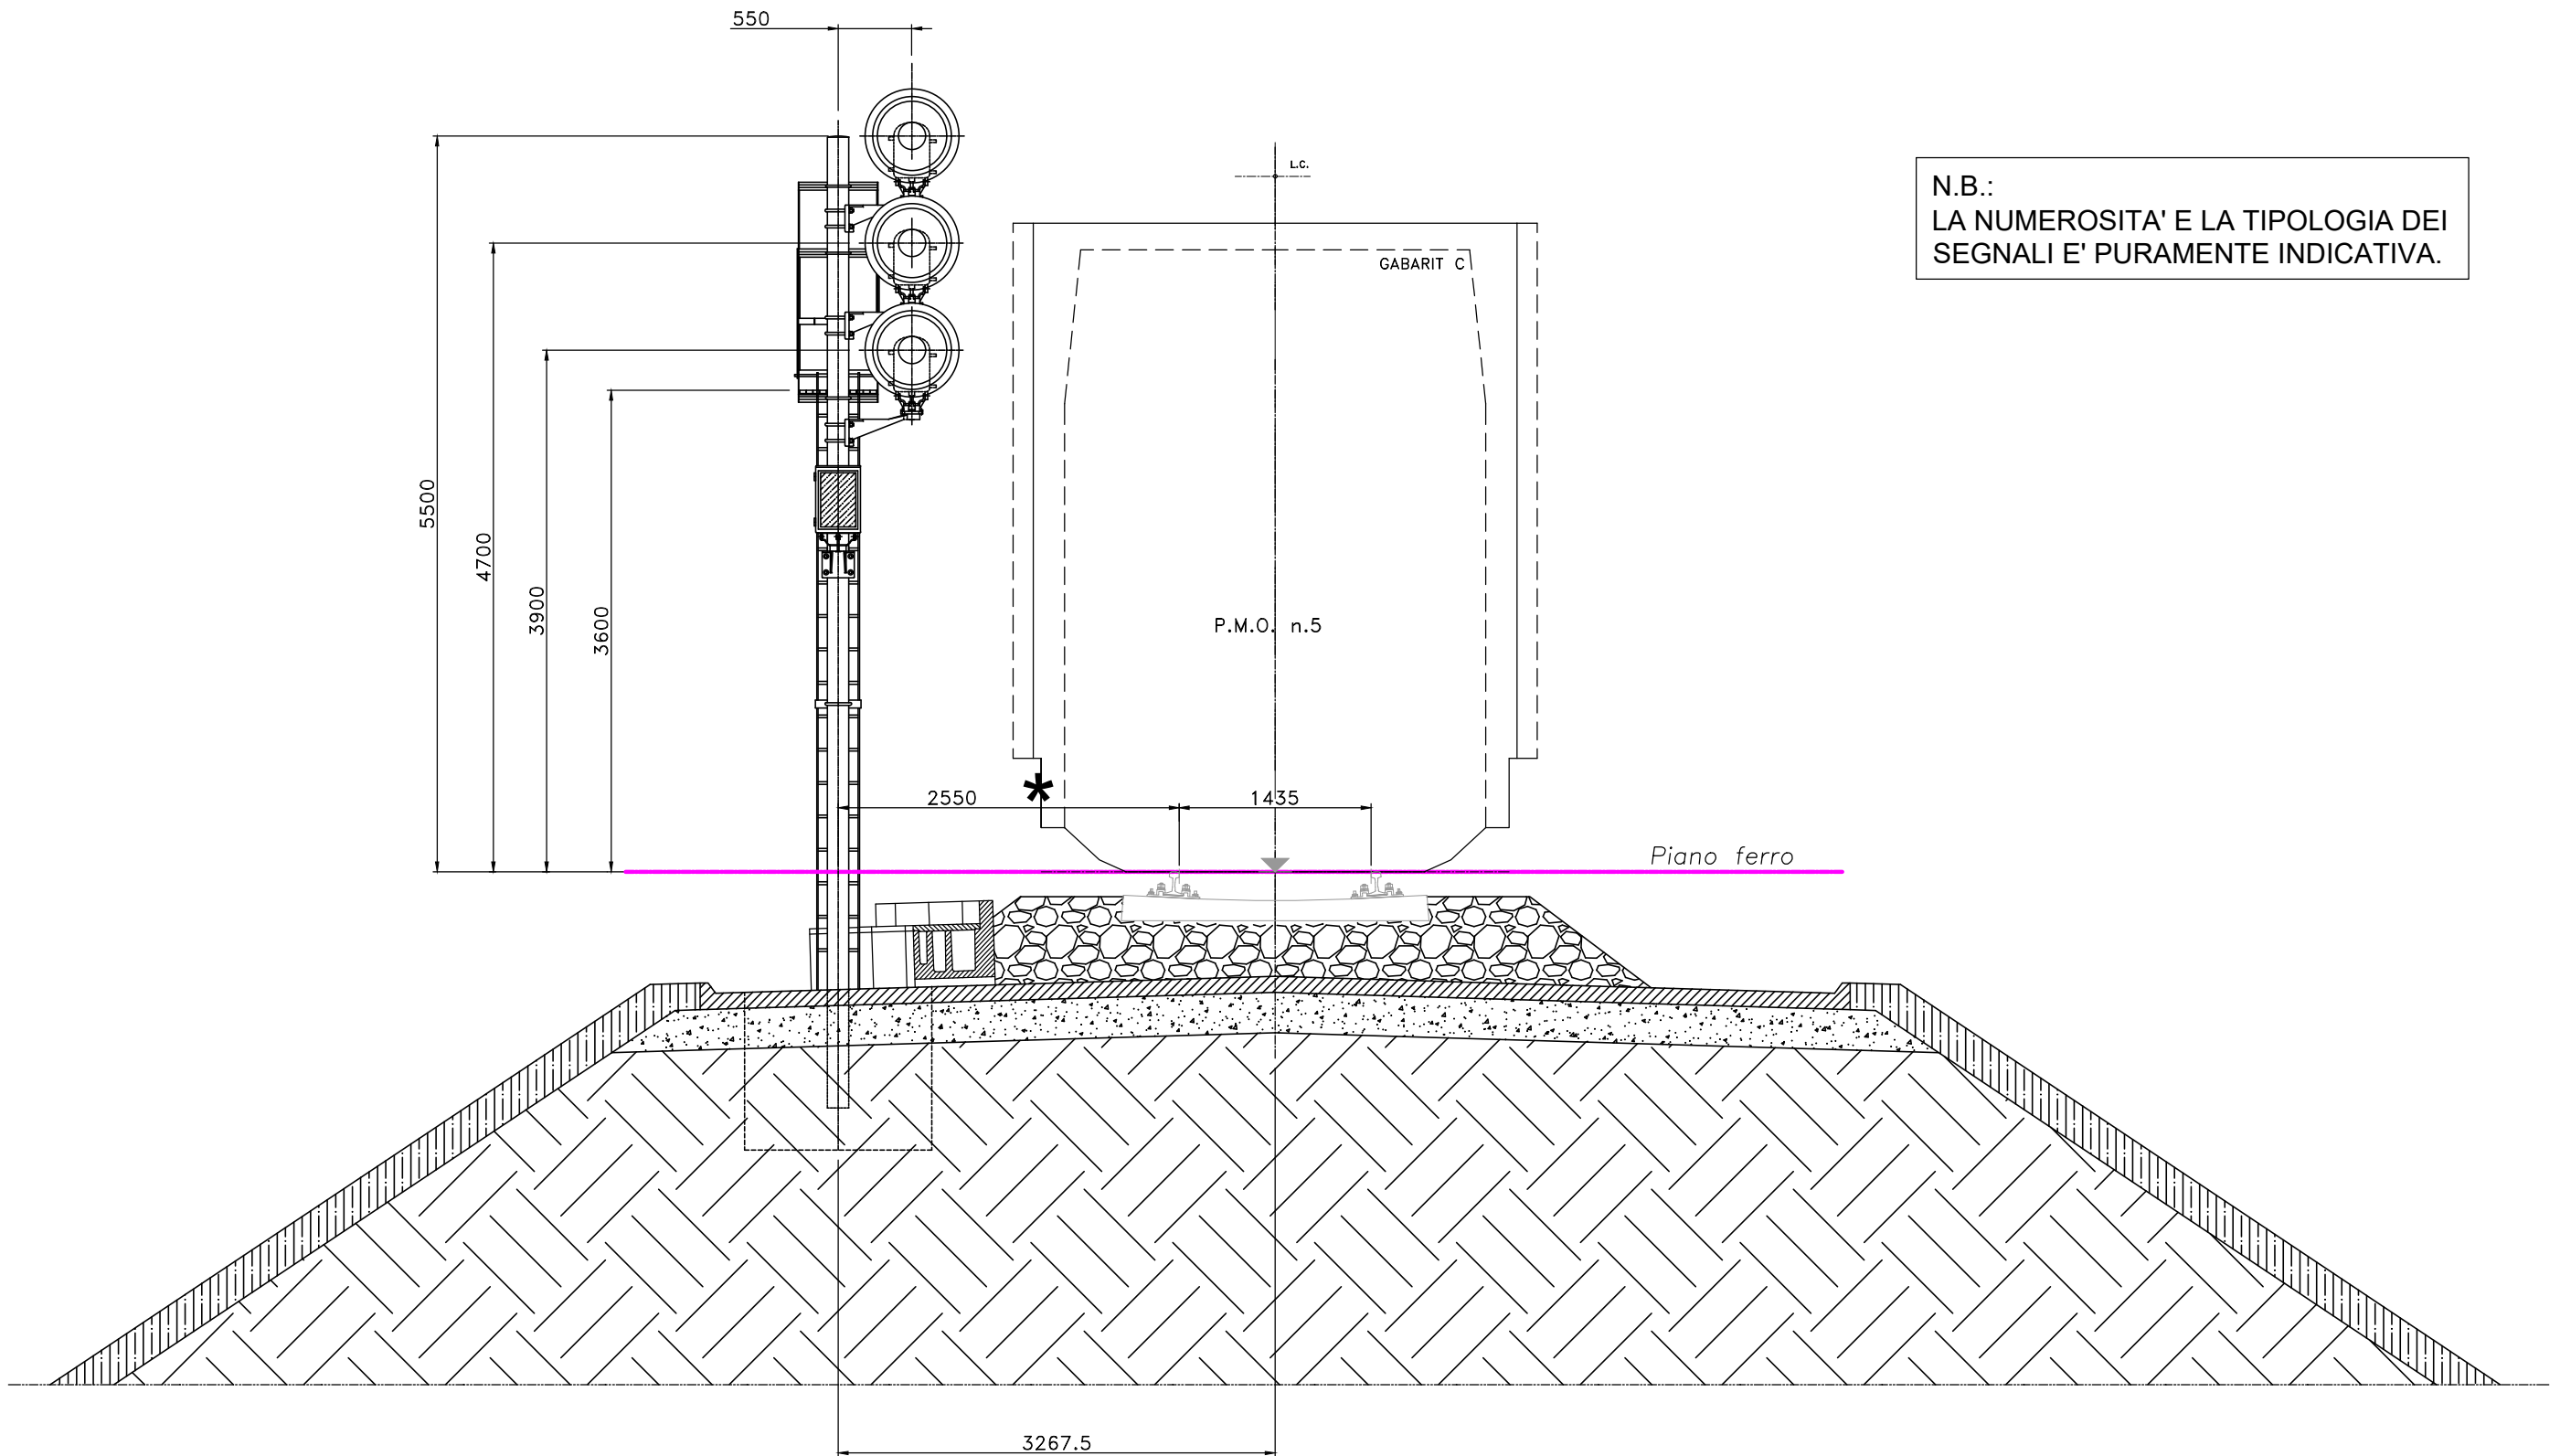 550
L.C.
N.B.:
LA NUMEROSITA' E LA TIPOLOGIA DEI
SEGNALI E' PURAMENTE INDICATIVA.
GABARIT C
5500
4700
3900
3600
P.M.O. n.5
*
2550
1435
Piano ferro
3267.5